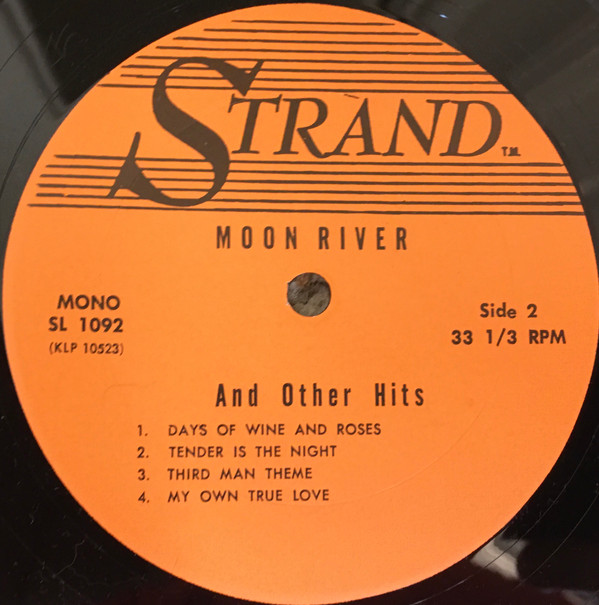 STRÀND T.M.
MOON RIVER
MONO
SL 1092
(KLP 10523)
Side 2
33 1/3 RPM
And Other Hits
1. DAYS OF WINE AND ROSES
2. TENDER IS THE NIGHT
3. THIRD MAN THEME
4. MY OWN TRUE LOVE